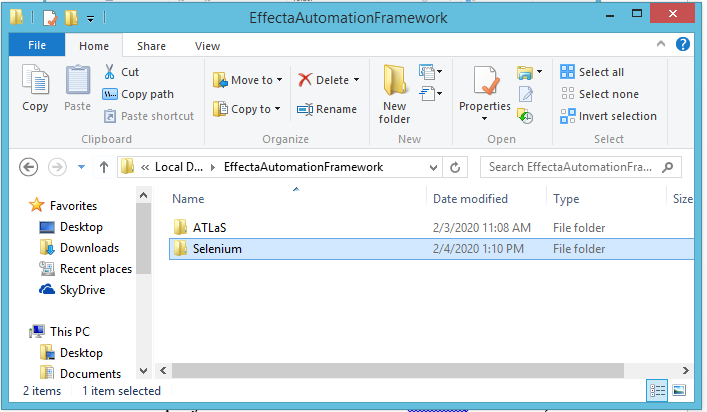 EffectaAutomationFramework
File Home Share View
Copy
Paste
Cut
Copy path
Paste shortcut
Clipboard
Move to
Copy to
Delete
Rename
Organize
New folder
New
Properties
Open
Select all
Select none
Invert selection
Select
« Local D... EffectaAutomationFramework
Search EffectaAutomationFra...
Name Date modified Type Size
ATLaS 2/3/2020 11:08 AM File folder
Selenium 2/4/2020 1:10 PM File folder
Favorites
Desktop
Downloads
Recent places
SkyDrive
This PC
Desktop
Documents
2 items 1 item selected